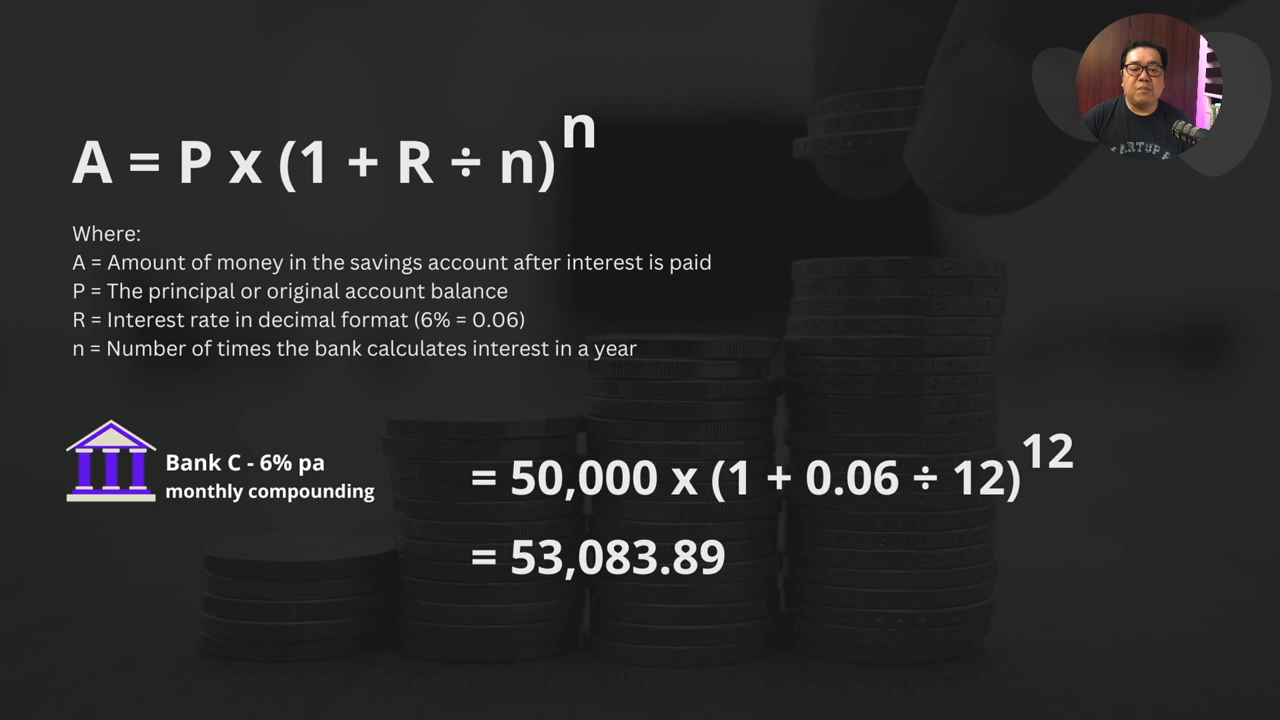 A = P x (1 + R ÷ n)ⁿ
Where:
A = Amount of money in the savings account after interest is paid
P = The principal or original account balance
R = Interest rate in decimal format (6% = 0.06)
n = Number of times the bank calculates interest in a year
Bank C - 6% pa
monthly compounding
= 50,000 x (1 + 0.06 ÷ 12)¹²
= 53,083.89